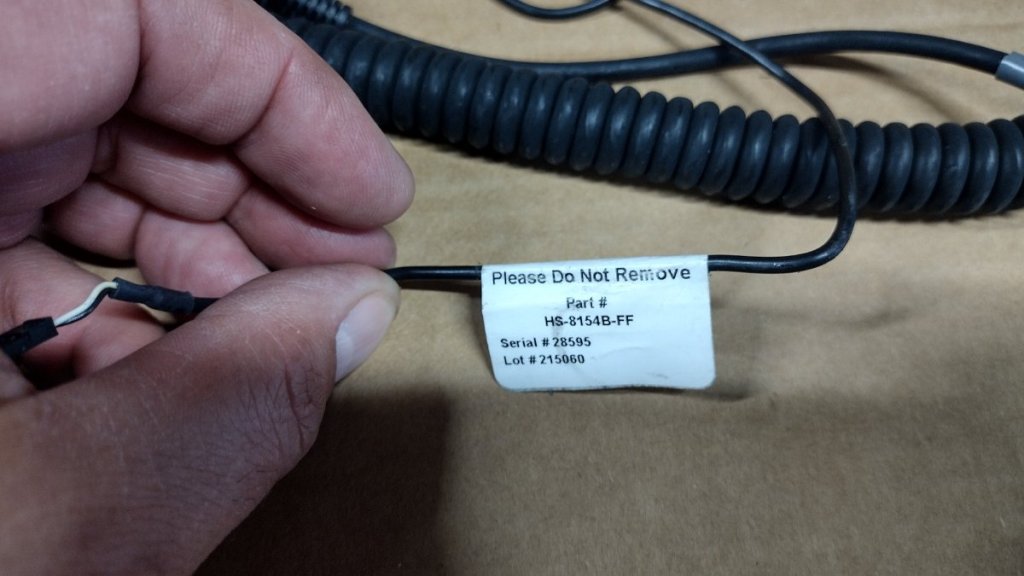 Please Do Not Remove
Part #
HS-8154B-FF
Serial # 28595
Lot # 215060